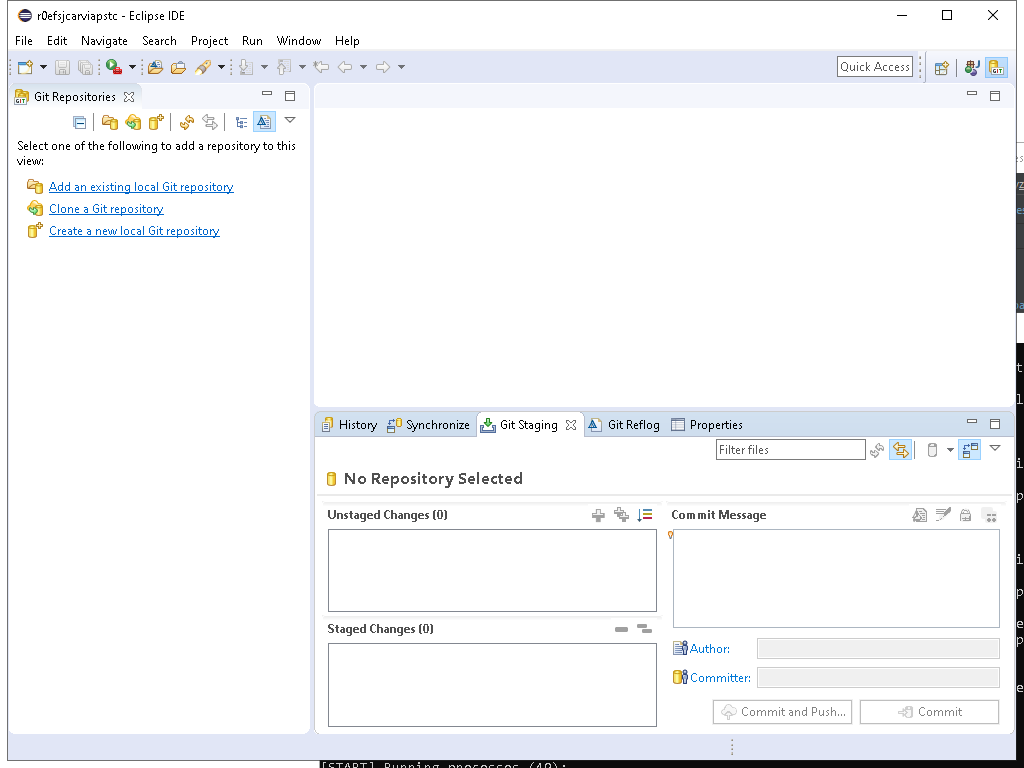 r0efsjcarviapstc - Eclipse IDE
File Edit Navigate Search Project Run Window Help
Quick Access
GIT
GIT Git Repositories
Select one of the following to add a repository to this
view:
Add an existing local Git repository
Clone a Git repository
Create a new local Git repository
History Synchronize Git Staging Git Reflog Properties
Filter files
No Repository Selected
Unstaged Changes (0)
Commit Message
Staged Changes (0)
Author:
Committer:
Commit and Push...
Commit
[START] Running processes (40):